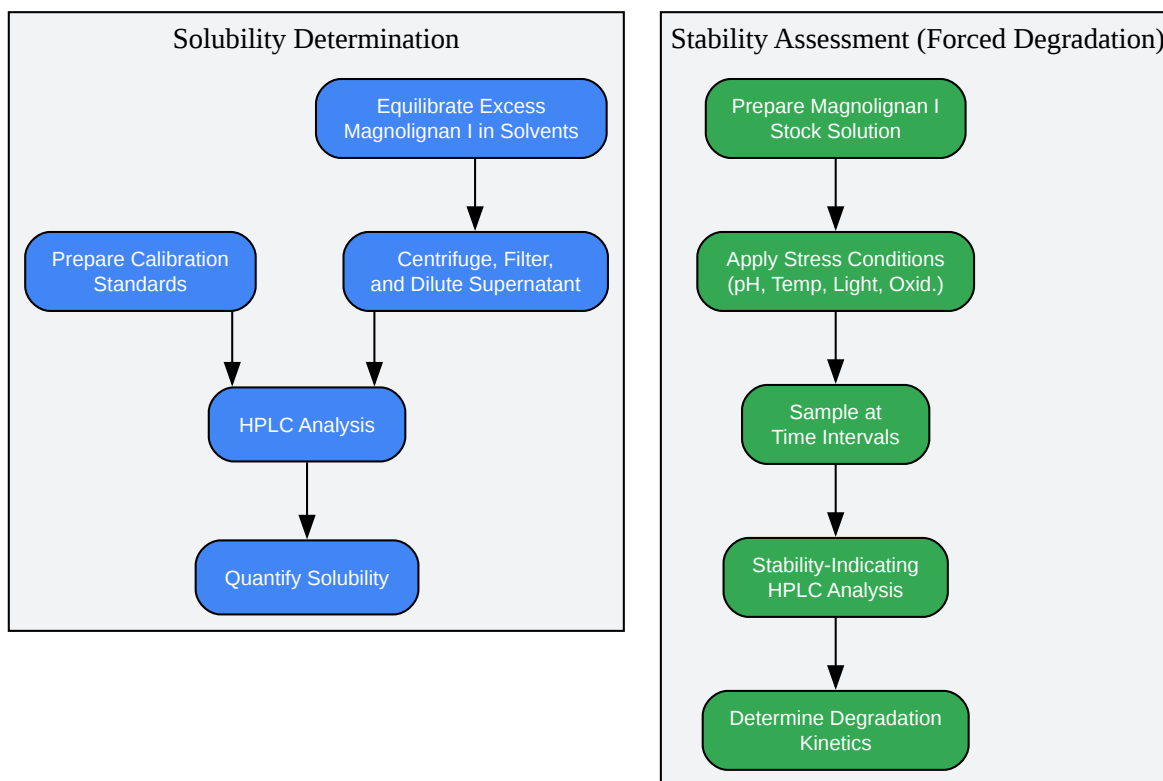 Solubility Determination
Equilibrate Excess
Magnolignan I in Solvents
Prepare Calibration
Standards
Centrifuge, Filter,
and Dilute Supernatant
HPLC Analysis
Quantify Solubility
Stability Assessment (Forced Degradation)
Prepare Magnolignan I
Stock Solution
Apply Stress Conditions
(pH, Temp, Light, Oxid.)
Sample at
Time Intervals
Stability-Indicating
HPLC Analysis
Determine Degradation
Kinetics